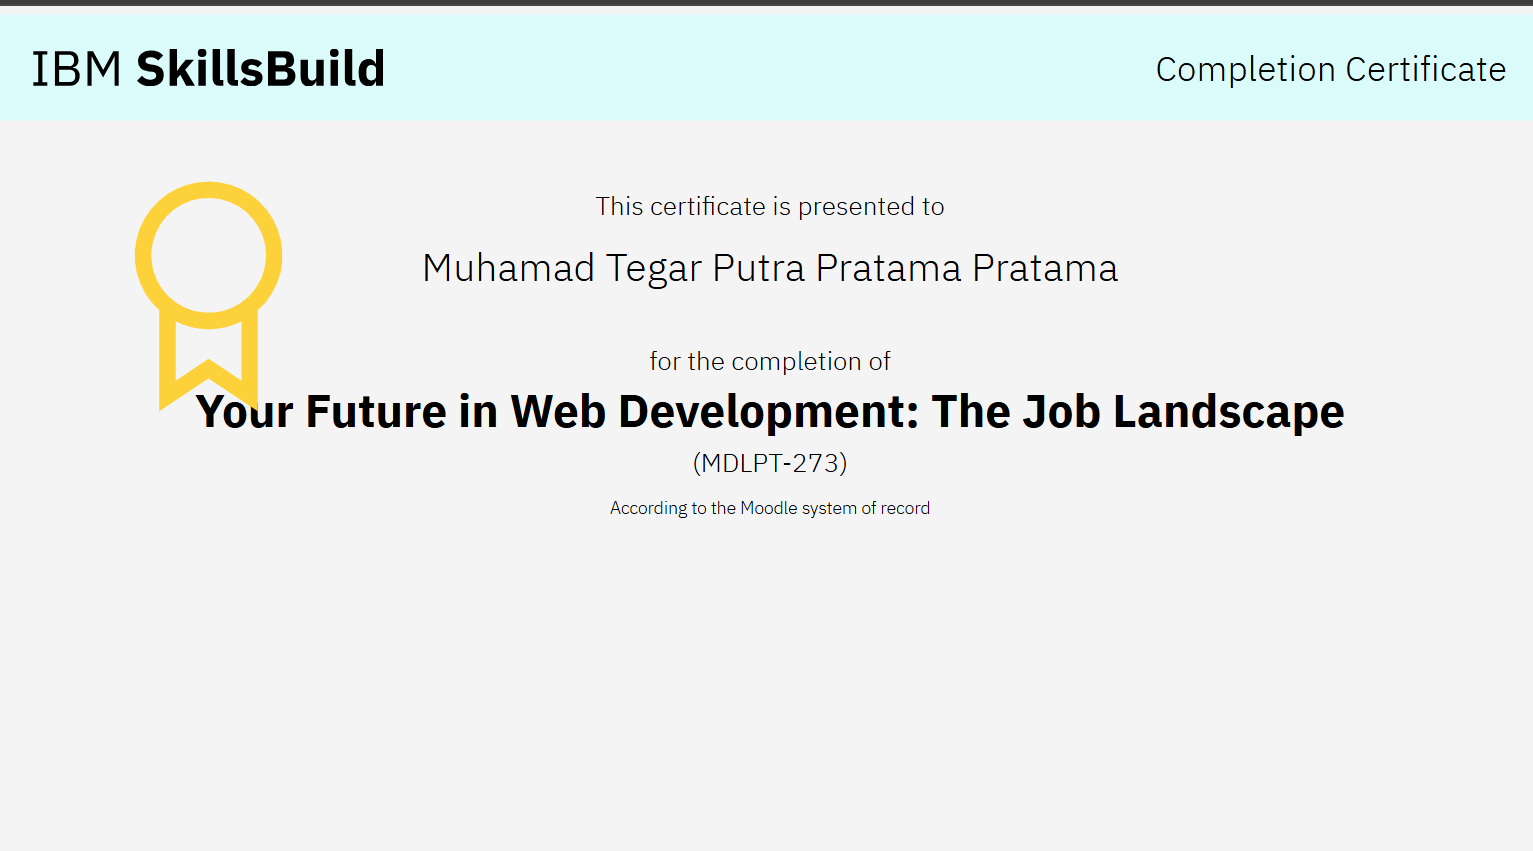 IBM SkillsBuild
Completion Certificate
This certificate is presented to
Muhamad Tegar Putra Pratama Pratama
for the completion of
Your Future in Web Development: The Job Landscape
(MDLPT-273)
According to the Moodle system of record